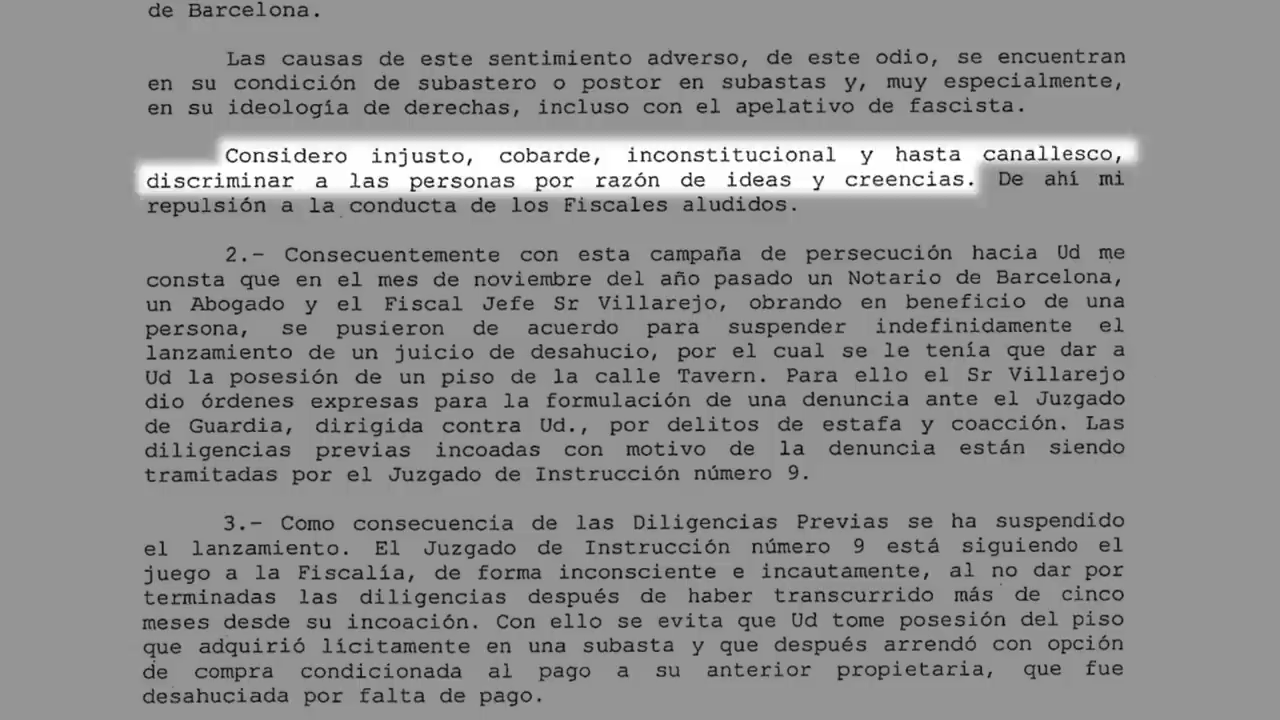 de Barcelona.
Las causas de este sentimiento adverso, de este odio, se encuentran
en su condición de subastero o postor en subastas y, muy especialmente,
en su ideología de derechas, incluso con el apelativo de fascista.
Considero injusto, cobarde, inconstitucional y hasta canallesco,
discriminar a las personas por razón de ideas y creencias. De ahí mi
repulsión a la conducta de los Fiscales aludidos.
2.- Consecuentemente con esta campaña de persecución hacia Ud me
consta que en el mes de noviembre del año pasado un Notario de Barcelona,
un Abogado y el Fiscal Jefe Sr Villarejo, obrando en beneficio de una
persona, se pusieron de acuerdo para suspender indefinidamente el
lanzamiento de un juicio de desahucio, por el cual se le tenía que dar a
Ud la posesión de un piso de la calle Tavern. Para ello el Sr Villarejo
dio órdenes expresas para la formulación de una denuncia ante el Juzgado
de Guardia, dirigida contra Ud., por delitos de estafa y coacción. Las
diligencias previas incoadas con motivo de la denuncia están siendo
tramitadas por el Juzgado de Instrucción número 9.
3.- Como consecuencia de las Diligencias Previas se ha suspendido
el lanzamiento. El Juzgado de Instrucción número 9 está siguiendo el
juego a la Fiscalía, de forma inconsciente e incautamente, al no dar por
terminadas las diligencias después de haber transcurrido más de cinco
meses desde su incoación. Con ello se evita que Ud tome posesión del piso
que adquirió lícitamente en una subasta y que después arrendó con opción
de compra condicionada al pago a su anterior propietaria, que fue
desahuciada por falta de pago.